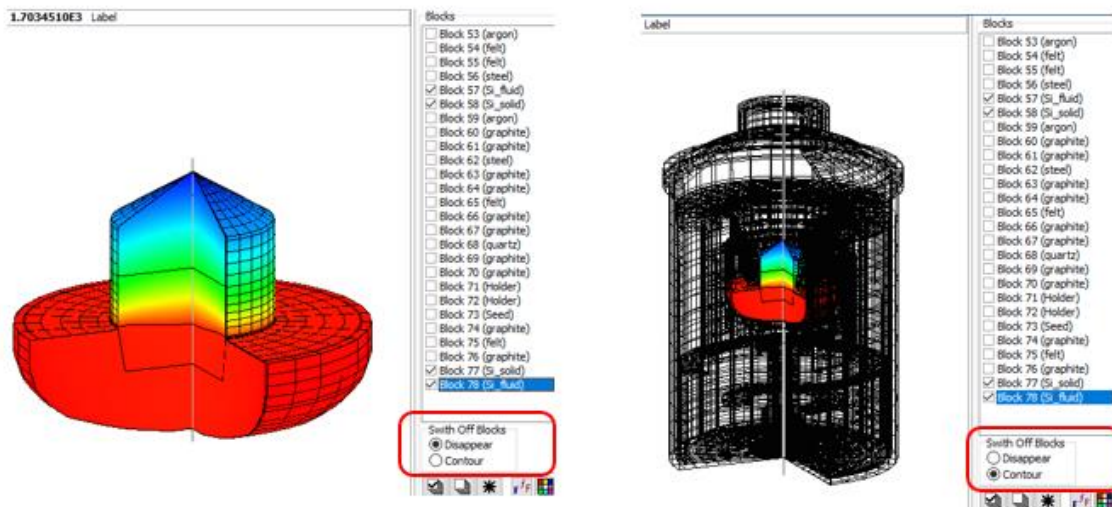 1.7034510E3 Label
Blocks
Block 53 (argon)
Block 54 (felt)
Block 55 (felt)
Block 56 (steel)
Block 57 (Si_fluid)
Block 58 (Si_solid)
Block 59 (argon)
Block 60 (graphite)
Block 61 (graphite)
Block 62 (steel)
Block 63 (graphite)
Block 64 (graphite)
Block 65 (felt)
Block 66 (graphite)
Block 67 (graphite)
Block 68 (quartz)
Block 69 (graphite)
Block 70 (graphite)
Block 71 (Holder)
Block 72 (Holder)
Block 73 (Seed)
Block 74 (graphite)
Block 75 (felt)
Block 76 (graphite)
Block 77 (Si_solid)
Block 78 (Si_fluid)
Swith Off Blocks
Disappear
Contour
Label
Blocks
Block 53 (argon)
Block 54 (felt)
Block 55 (felt)
Block 56 (steel)
Block 57 (Si_fluid)
Block 58 (Si_solid)
Block 59 (argon)
Block 60 (graphite)
Block 61 (graphite)
Block 62 (steel)
Block 63 (graphite)
Block 64 (graphite)
Block 65 (felt)
Block 66 (graphite)
Block 67 (graphite)
Block 68 (quartz)
Block 69 (graphite)
Block 70 (graphite)
Block 71 (Holder)
Block 72 (Holder)
Block 73 (Seed)
Block 74 (graphite)
Block 75 (felt)
Block 76 (graphite)
Block 77 (Si_solid)
Block 78 (Si_fluid)
Swith Off Blocks
Disappear
Contour